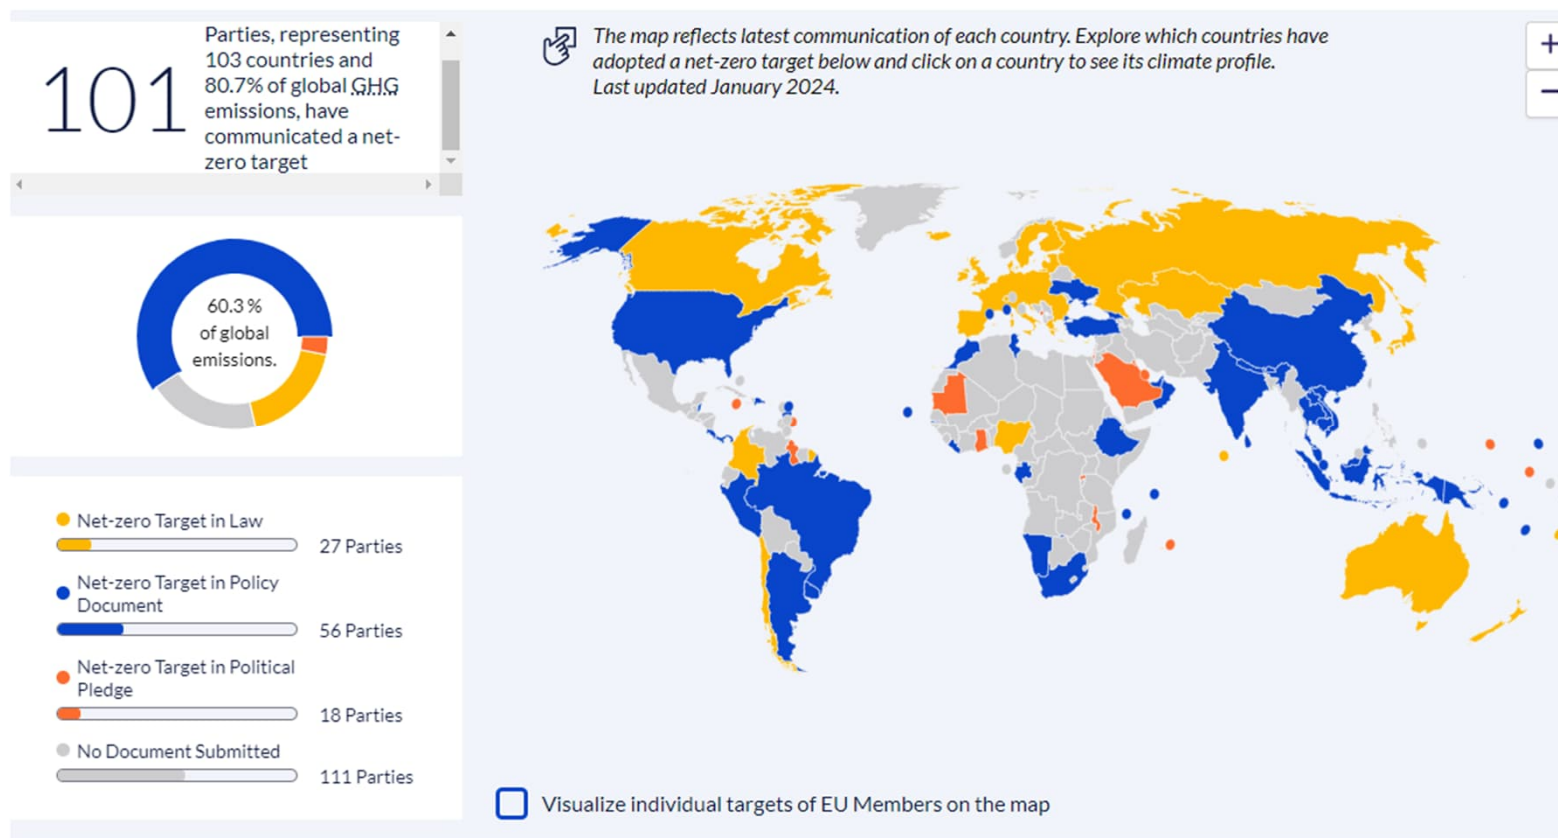 101
Parties, representing
103 countries and
80.7% of global GHG
emissions, have
communicated a net-
zero target
The map reflects latest communication of each country. Explore which countries have
adopted a net-zero target below and click on a country to see its climate profile.
Last updated January 2024.
+
−
60.3 %
of global
emissions.
Net-zero Target in Law
27 Parties
Net-zero Target in Policy
Document
56 Parties
Net-zero Target in Political
Pledge
18 Parties
No Document Submitted
111 Parties
Visualize individual targets of EU Members on the map